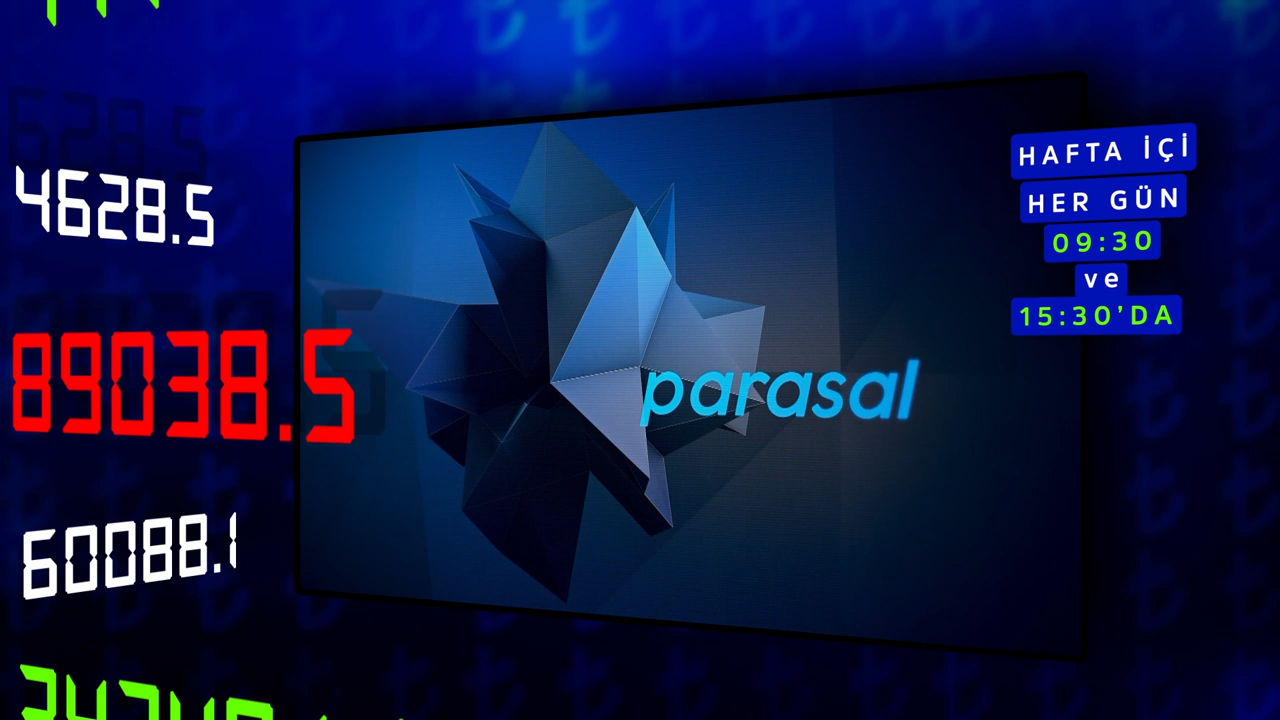 4628.5
89038.5
60088.1
parasal
HAFTA İÇİ
HER GÜN
09:30
ve
15:30'DA